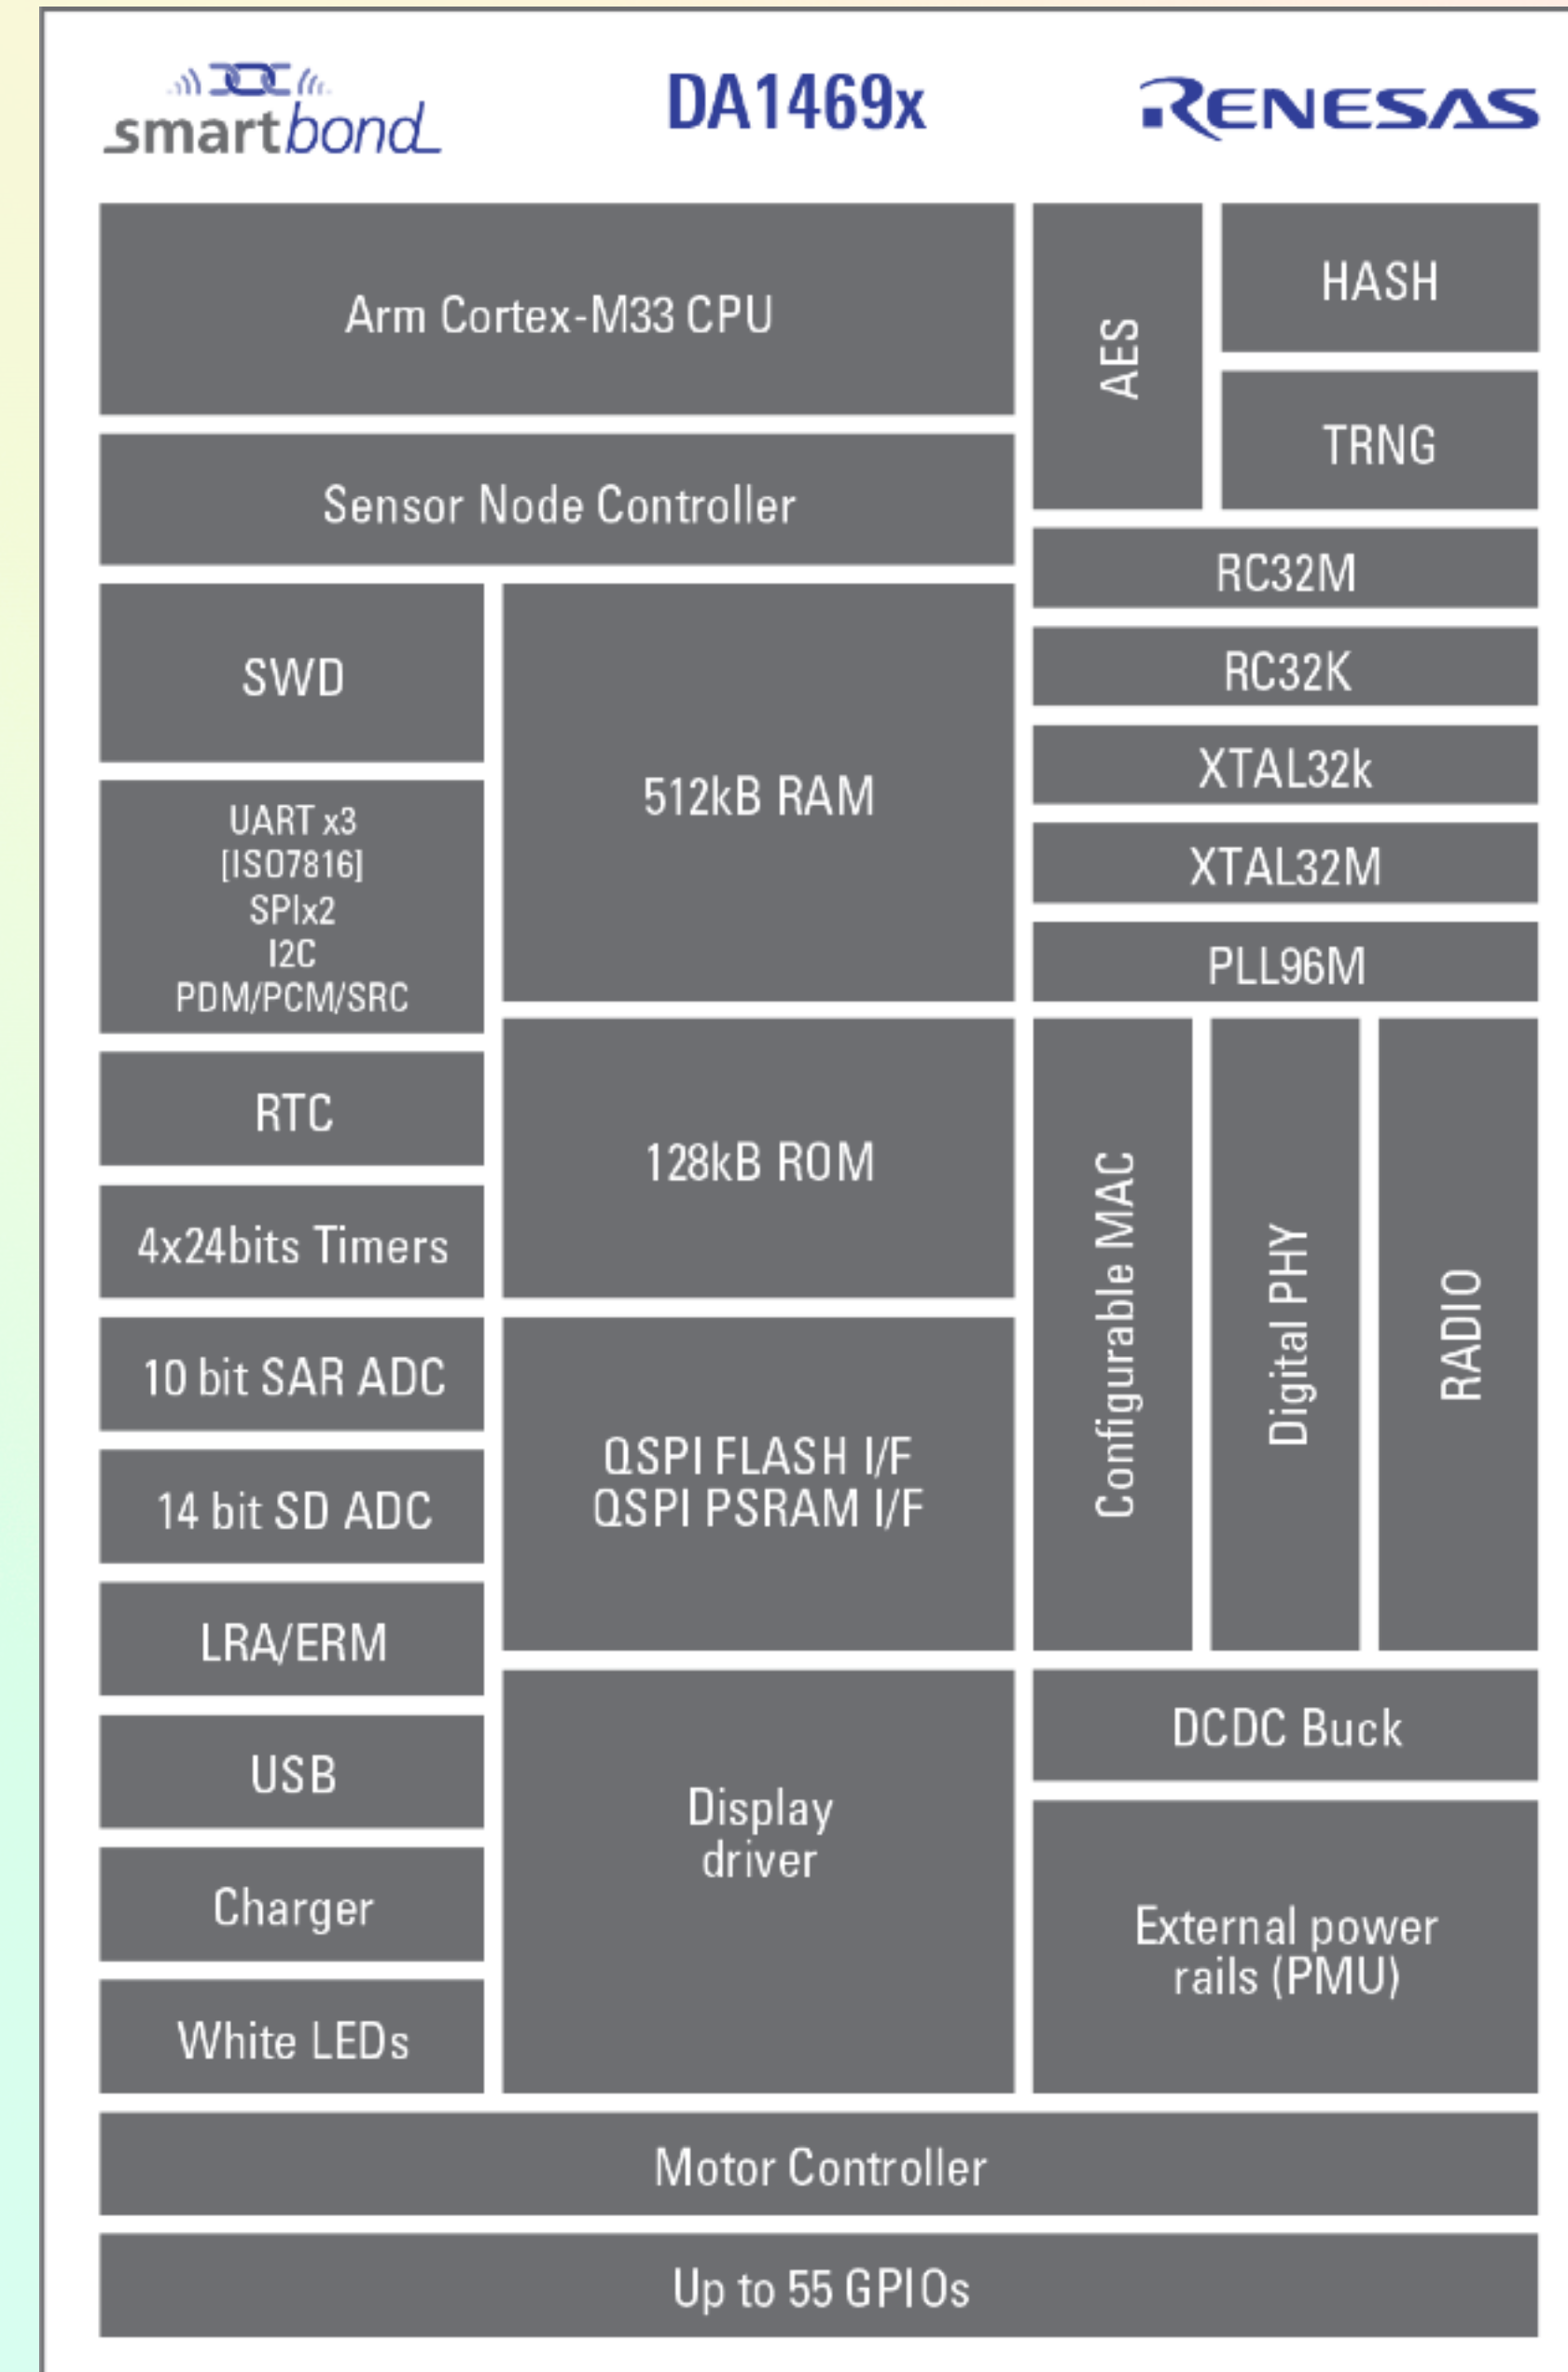 smartbond
DA1469x
RENESAS
Arm Cortex-M33 CPU
AES
HASH
TRNG
Sensor Node Controller
RC32M
RC32K
XTAL32k
XTAL32M
PLL96M
SWD
512kB RAM
UART x3
[ISO7816]
SPIx2
I2C
PDM/PCM/SRC
RTC
128kB ROM
4x24bits Timers
Configurable MAC
Digital PHY
RADIO
10 bit SAR ADC
QSPI FLASH I/F
QSPI PSRAM I/F
14 bit SD ADC
LRA/ERM
DCDC Buck
USB
Display
driver
Charger
External power
rails (PMU)
White LEDs
Motor Controller
Up to 55 GPIOs